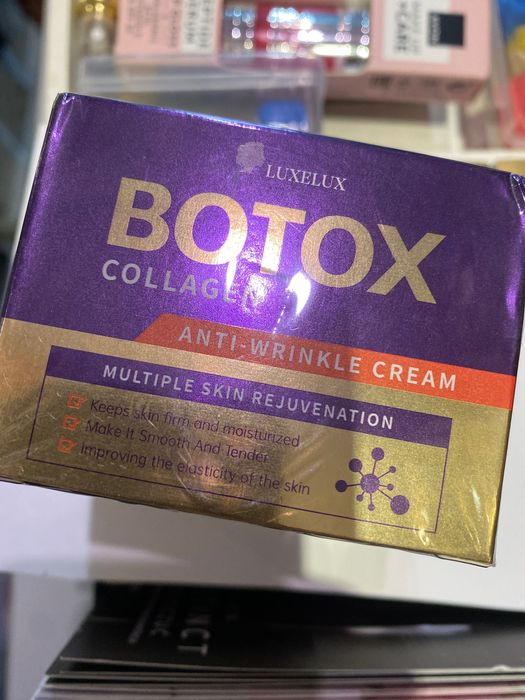 LUXELUX
BOTOX
COLLAGEN
ANTI-WRINKLE CREAM
MULTIPLE SKIN REJUVENATION
Keeps skin firm and moisturized
Make It Smooth And Tender
Improving the elasticity of the skin